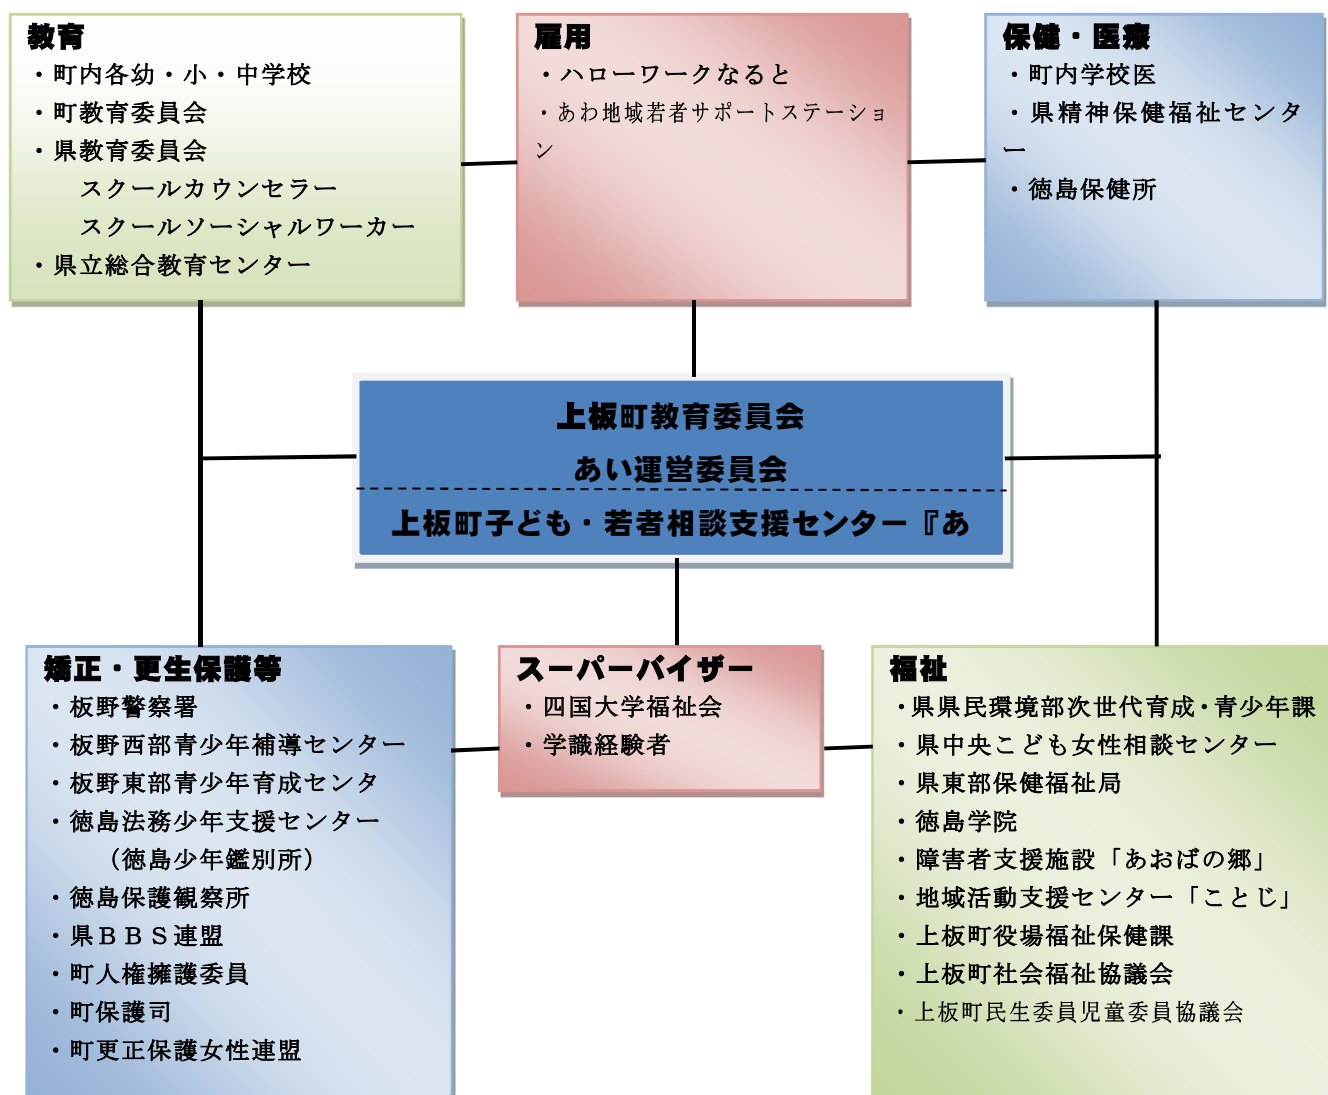 教育
・町内各幼・小・中学校
・町教育委員会
・県教育委員会
スクールカウンセラー
スクールソーシャルワーカー
・県立総合教育センター
雇用
・ハローワークなると
・あわ地域若者サポートステーショ
ン
保健・医療
・町内学校医
・県精神保健福祉センタ
ー
・徳島保健所
上板町教育委員会
あい運営委員会
上板町子ども・若者相談支援センター『あ
矯正・更生保護等
・板野警察署
・板野西部青少年補導センター
・板野東部青少年育成センタ
・徳島法務少年支援センター
（徳島少年鑑別所）
・徳島保護観察所
・県ＢＢＳ連盟
・町人権擁護委員
・町保護司
・町更正保護女性連盟
スーパーバイザー
・四国大学福祉会
・学識経験者
福祉
・県県民環境部次世代育成・青少年課
・県中央こども女性相談センター
・県東部保健福祉局
・徳島学院
・障害者支援施設「あおばの郷」
・地域活動支援センター「ことじ」
・上板町役場福祉保健課
・上板町社会福祉協議会
・上板町民生委員児童委員協議会